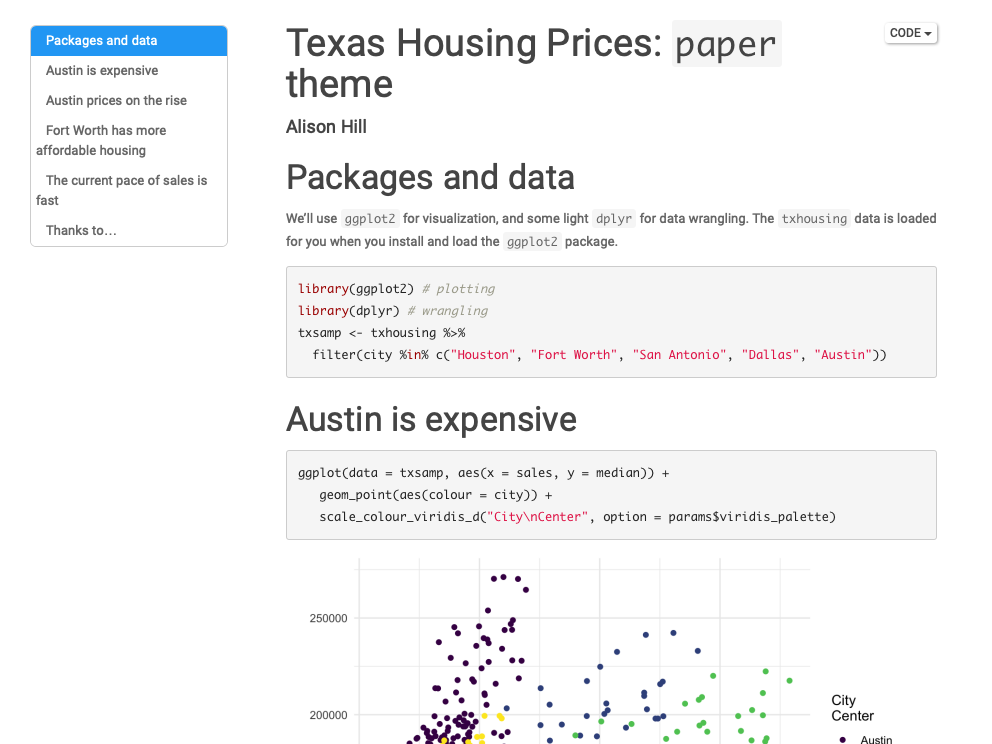 Packages and data
Austin is expensive
Austin prices on the rise
Fort Worth has more
affordable housing
The current pace of sales is
fast
Thanks to…
CODE
Texas Housing Prices: paper
theme
Alison Hill
Packages and data
We’ll use ggplot2 for visualization, and some light dplyr for data wrangling. The txhousing data is loaded
for you when you install and load the ggplot2 package.
library(ggplot2) # plotting
library(dplyr) # wrangling
txsamp <- txhousing %>%
  filter(city %in% c("Houston", "Fort Worth", "San Antonio", "Dallas", "Austin"))
Austin is expensive
ggplot(data = txsamp, aes(x = sales, y = median)) +
   geom_point(aes(colour = city)) +
   scale_colour_viridis_d("City\nCenter", option = params$viridis_palette)
250000
200000
City
Center
Austin